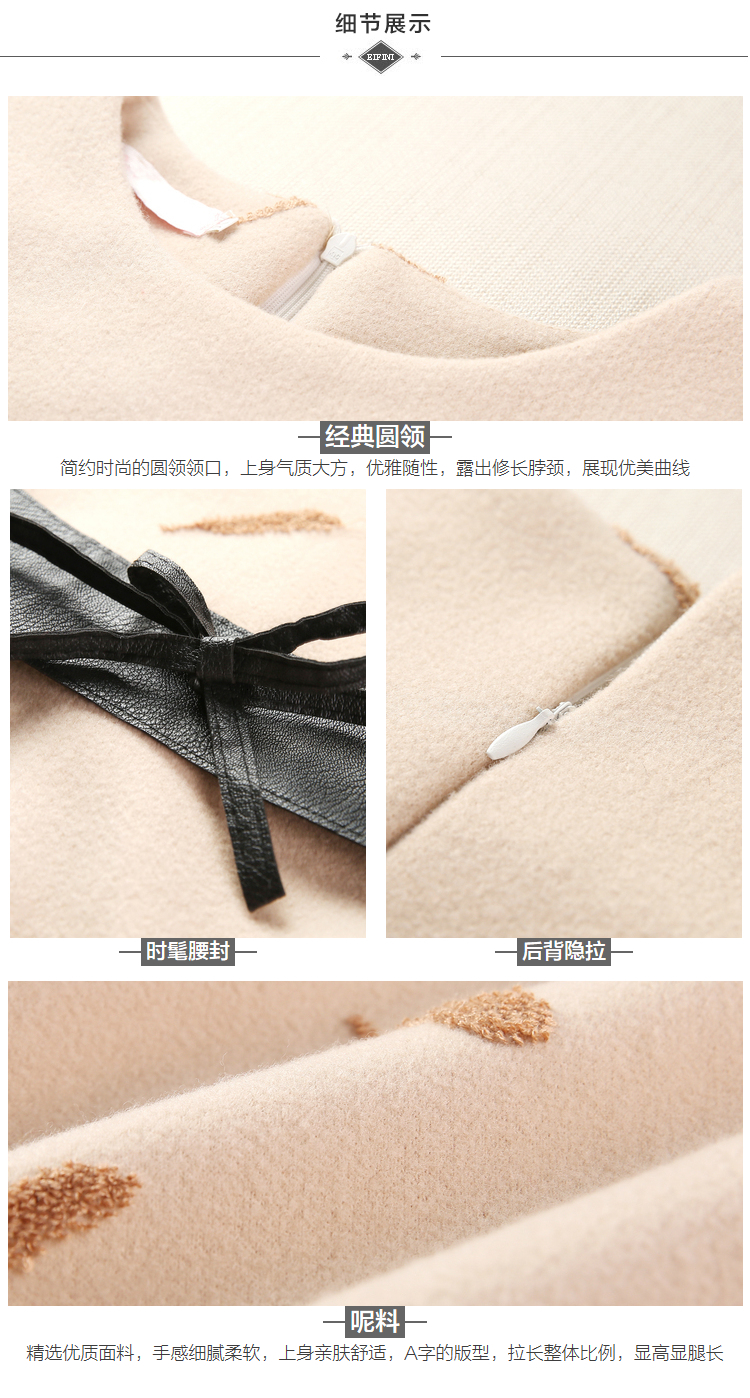 细节展示
EIFINI
经典圆领
简约时尚的圆领领口，上身气质大方，优雅随性，露出修长脖颈，展现优美曲线
时髦腰封
后背隐拉
呢料
精选优质面料，手感细腻柔软，上身亲肤舒适，A字的版型，拉长整体比例，显高显腿长